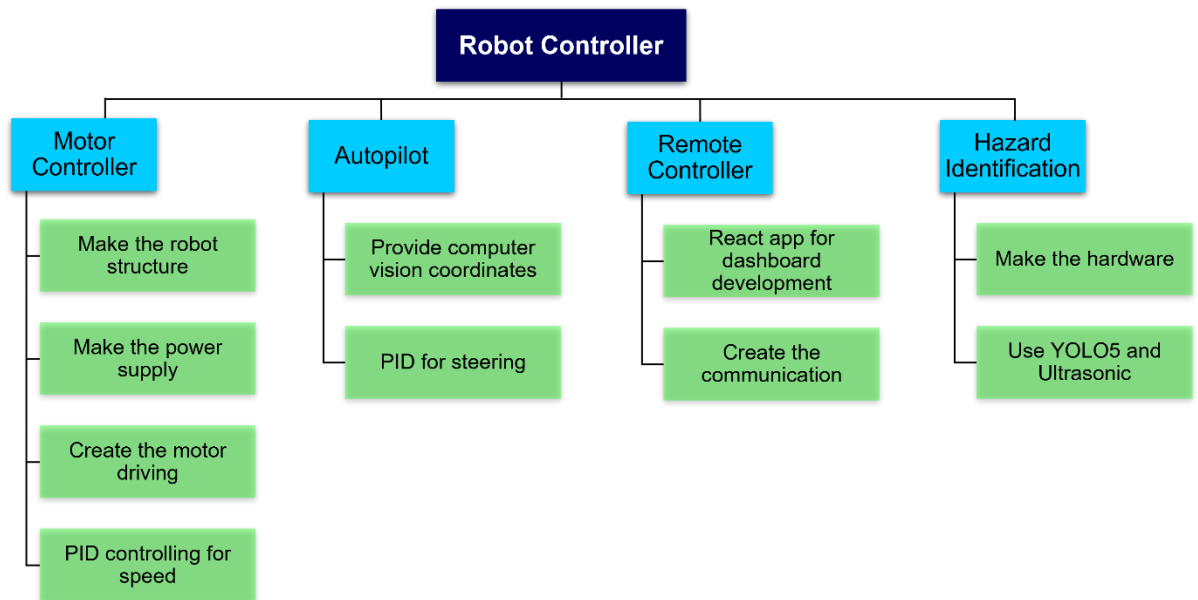 Robot Controller
Motor
Controller
Autopilot
Remote
Controller
Hazard
Identification
Make the robot
structure
Make the power
supply
Create the motor
driving
PID controlling for
speed
Provide computer
vision coordinates
PID for steering
React app for
dashboard
development
Create the
communication
Make the hardware
Use YOLO5 and
Ultrasonic